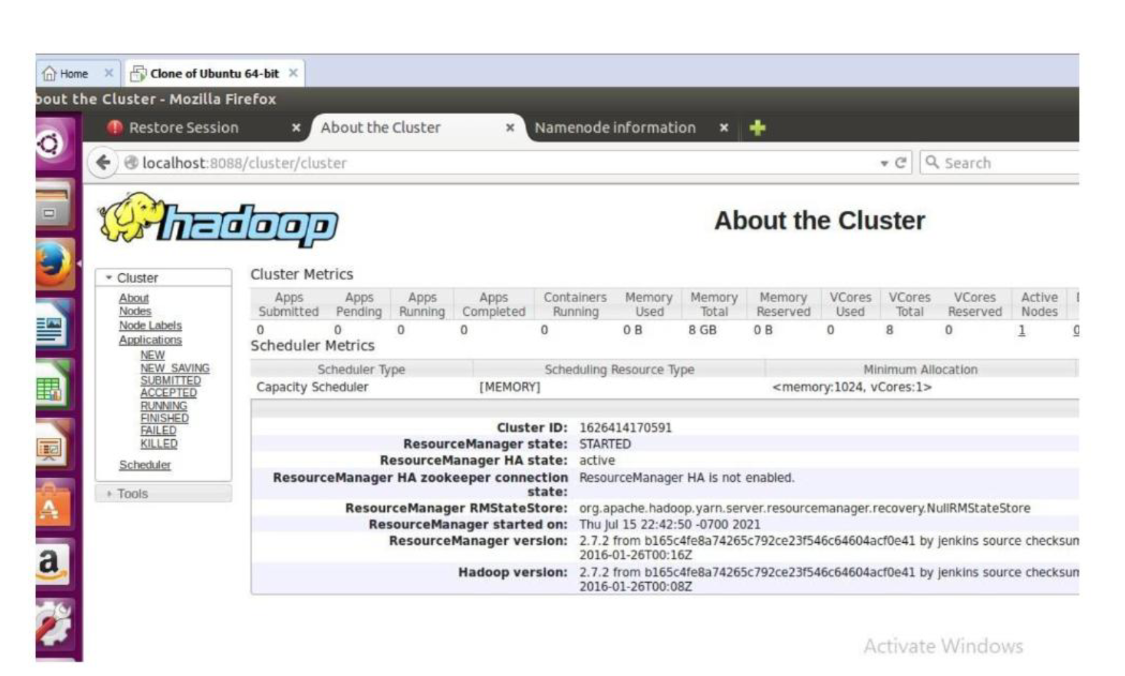 Home × Clone of Ubuntu 64-bit ×
bout the Cluster - Mozilla Firefox
Restore Session × About the Cluster × Namenode information ×
localhost:8088/cluster/cluster Search
hadoop
About the Cluster
Cluster
About
Nodes
Node Labels
Applications
NEW
NEW_SAVING
SUBMITTED
ACCEPTED
RUNNING
FINISHED
FAILED
KILLED
Scheduler
Tools
Cluster Metrics
Apps Submitted Apps Pending Apps Running Apps Completed Containers Running Memory Used Memory Total Memory Reserved VCores Used VCores Total VCores Reserved Active Nodes
0 0 0 0 0 0 B 8 GB 0 B 0 8 0 1 0
Scheduler Metrics
Scheduler Type Scheduling Resource Type Minimum Allocation
Capacity Scheduler [MEMORY] <memory:1024, vCores:1>
Cluster ID: 1626414170591
ResourceManager state: STARTED
ResourceManager HA state: active
ResourceManager HA zookeeper connection state: ResourceManager HA is not enabled.
ResourceManager RMStateStore: org.apache.hadoop.yarn.server.resourcemanager.recovery.NullRMStateStore
ResourceManager started on: Thu Jul 15 22:42:50 -0700 2021
ResourceManager version: 2.7.2 from b165c4fe8a74265c792ce23f546c64604acf0e41 by jenkins source checksum
2016-01-26T00:16Z
Hadoop version: 2.7.2 from b165c4fe8a74265c792ce23f546c64604acf0e41 by jenkins source checksum
2016-01-26T00:08Z
Activate Windows